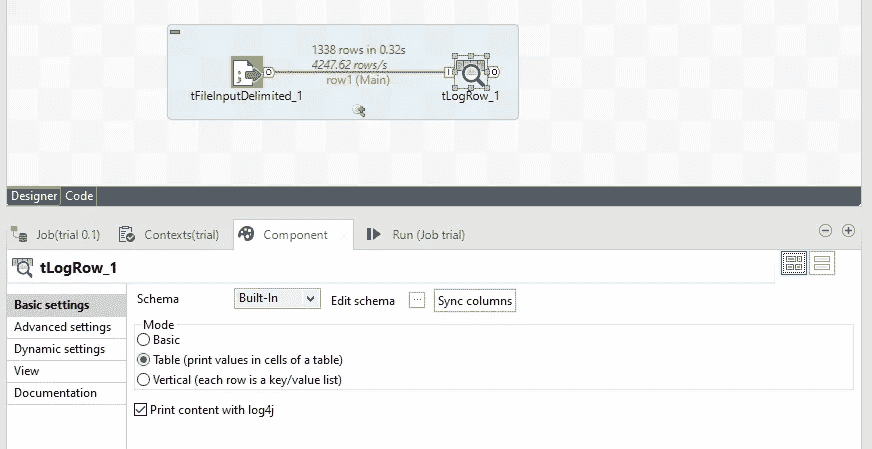 1338 rows in 0.32s
4247.62 rows/s
row1 (Main)
tFileInputDelimited_1
tLogRow_1
Designer Code
Job(trial 0.1) Contexts(trial) Component Run (Job trial)
tLogRow_1
Basic settings
Advanced settings
Dynamic settings
View
Documentation
Schema Built-In Edit schema ... Sync columns
Mode
Basic
Table (print values in cells of a table)
Vertical (each row is a key/value list)
Print content with log4j